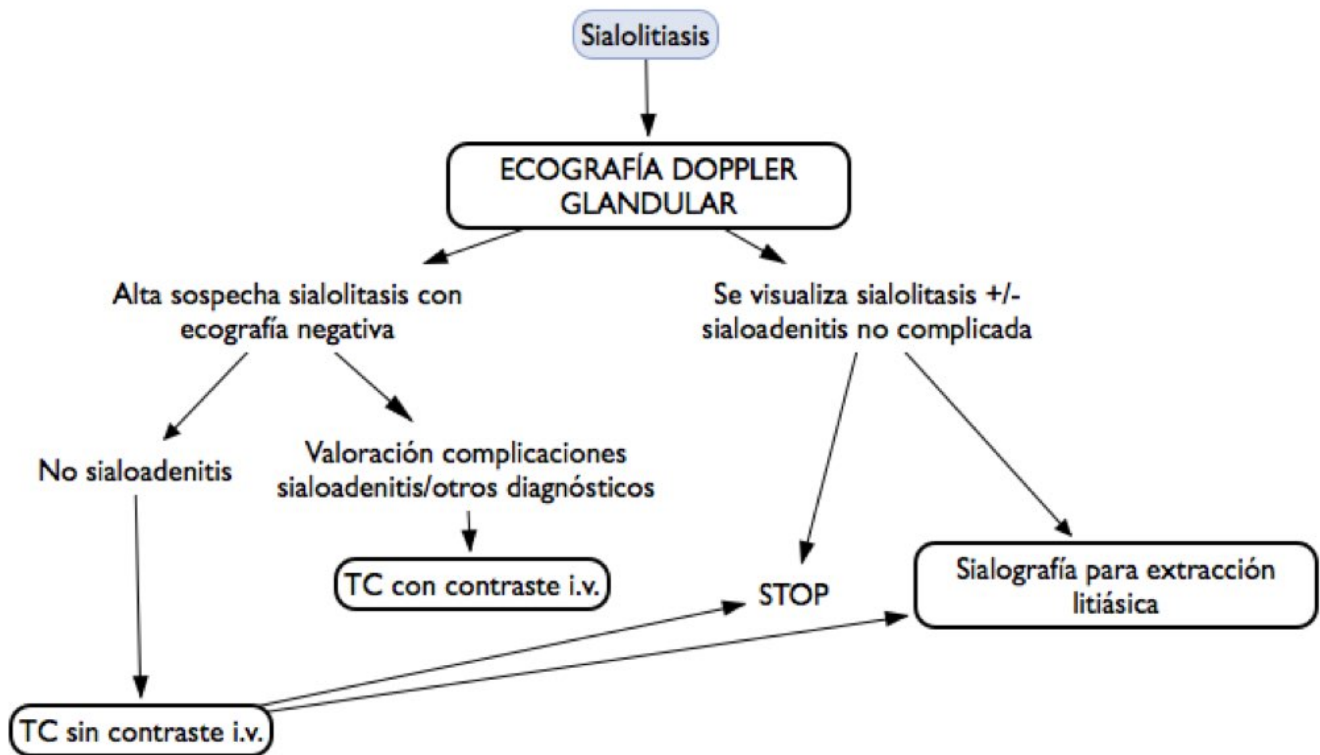 Sialolitiasis
ECOGRAFÍA DOPPLER
GLANDULAR
Alta sospecha sialolitasis con
ecografía negativa
Se visualiza sialolitasis +/-
sialoadenitis no complicada
No sialoadenitis
Valoración complicaciones
sialoadenitis/otros diagnósticos
TC con contraste i.v.
STOP
Sialografía para extracción
litiásica
TC sin contraste i.v.